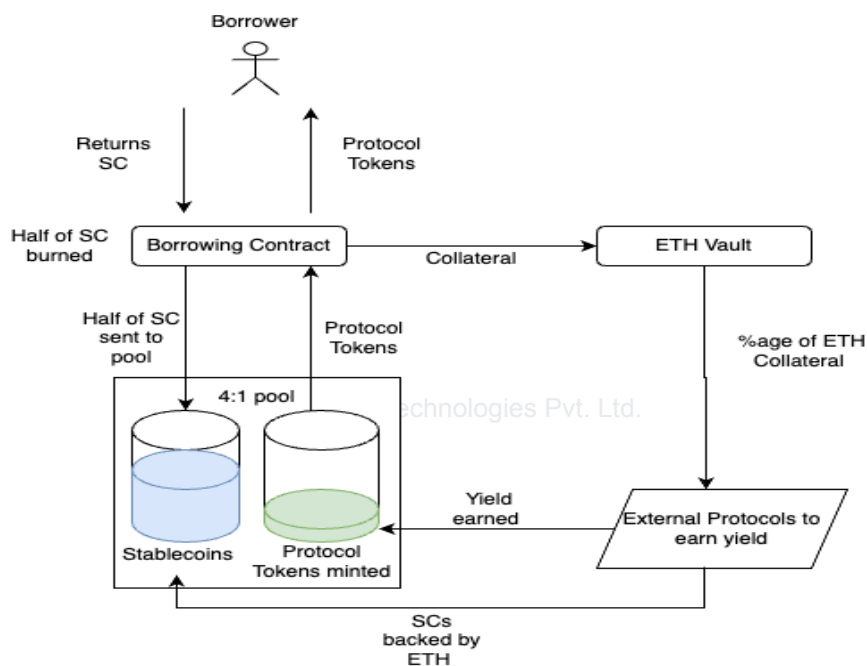 Borrower
Returns
SC
Protocol
Tokens
Half of SC
burned
Borrowing Contract
Collateral
ETH Vault
Half of SC
sent to
pool
Protocol
Tokens
%age of ETH
Collateral
4:1 pool
Technologies Pvt. Ltd.
Stablecoins
Protocol
Tokens minted
Yield
earned
External Protocols to
earn yield
SCs
backed by
ETH